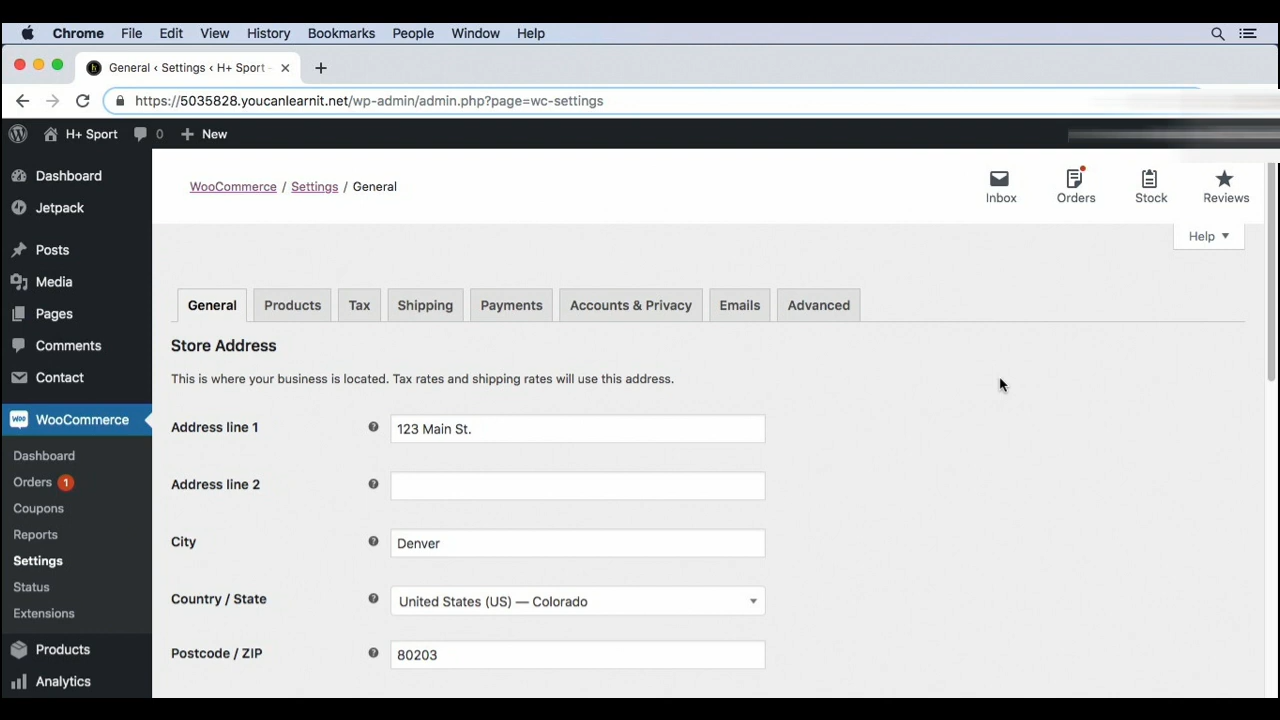 Chrome File Edit View History Bookmarks People Window Help
General ‹ Settings ‹ H+ Sport -
https://5035828.youcanlearnit.net/wp-admin/admin.php?page=wc-settings
H+ Sport 0 New
Dashboard
Jetpack
Posts
Media
Pages
Comments
Contact
WooCommerce
Dashboard
Orders 1
Coupons
Reports
Settings
Status
Extensions
Products
Analytics
WooCommerce / Settings / General
Inbox Orders Stock Reviews
Help
General Products Tax Shipping Payments Accounts & Privacy Emails Advanced
Store Address
This is where your business is located. Tax rates and shipping rates will use this address.
Address line 1 123 Main St.
Address line 2
City Denver
Country / State United States (US) — Colorado
Postcode / ZIP 80203